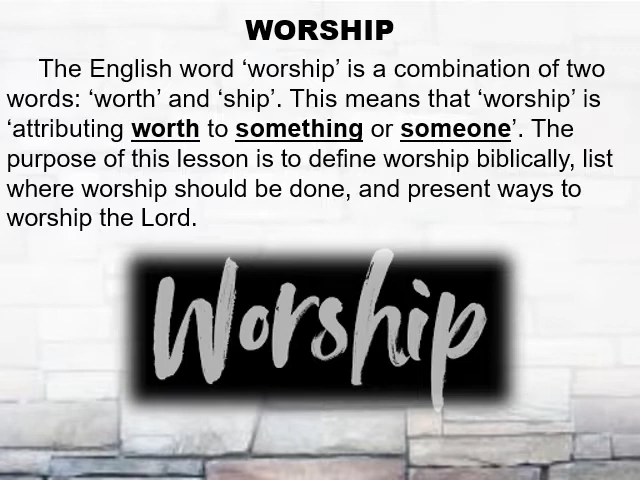 WORSHIP
The English word ‘worship’ is a combination of two
words: ‘worth’ and ‘ship’. This means that ‘worship’ is
‘attributing worth to something or someone’. The
purpose of this lesson is to define worship biblically, list
where worship should be done, and present ways to
worship the Lord.
Worship